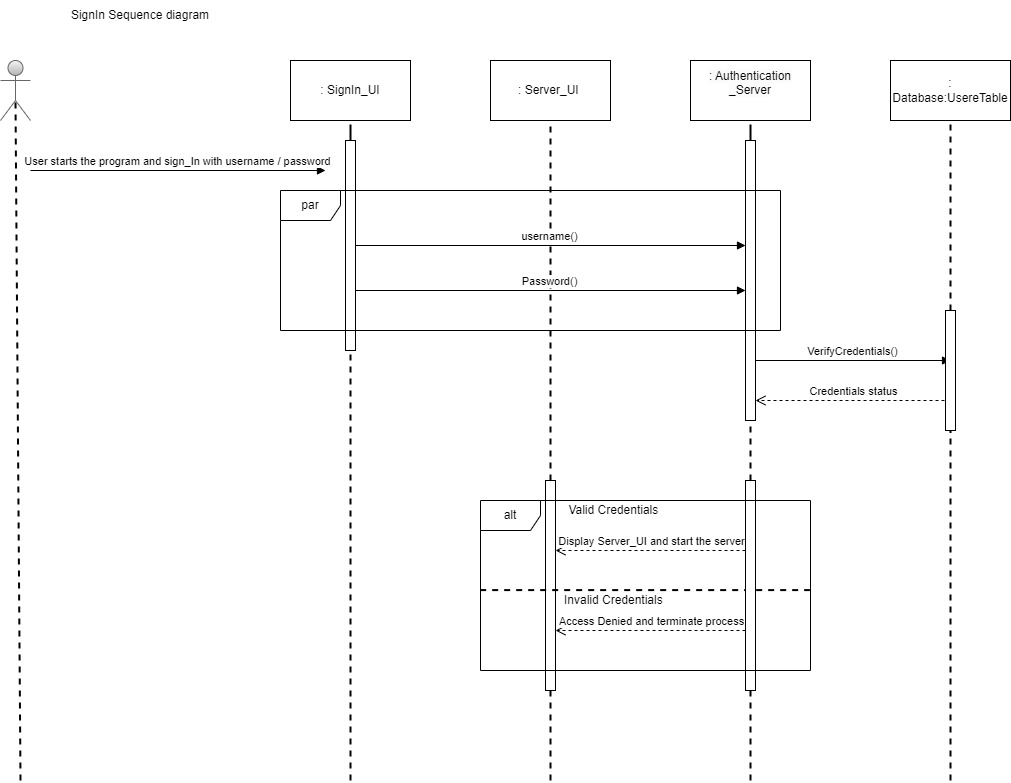 SignIn Sequence diagram
: SignIn_UI
: Server_UI
: Authentication
_Server
:
Database:UsereTable
User starts the program and sign_In with username / password
par
username()
Password()
VerifyCredentials()
Credentials status
alt
Valid Credentials
Display Server_UI and start the server
Invalid Credentials
Access Denied and terminate process